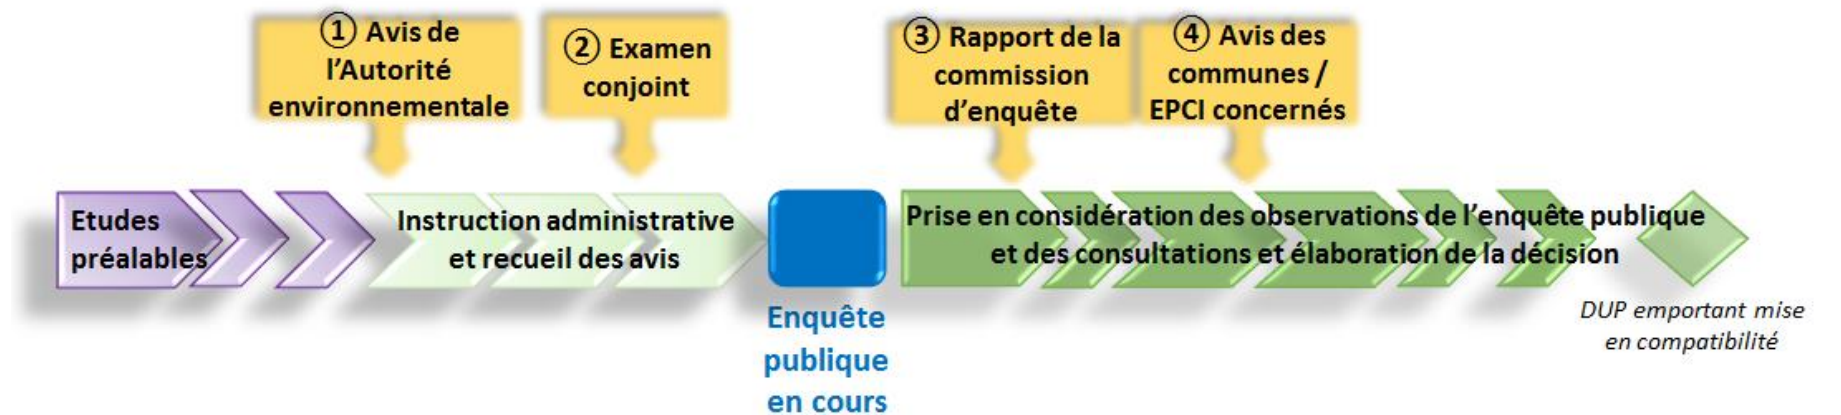 ① Avis de
l’Autorité
environnementale
② Examen
conjoint
③ Rapport de la
commission
d’enquête
④ Avis des
communes /
EPCI concernés
Etudes
préalables
Instruction administrative
et recueil des avis
Prise en considération des observations de l’enquête publique
et des consultations et élaboration de la décision
Enquête
publique
en cours
DUP emportant mise
en compatibilité